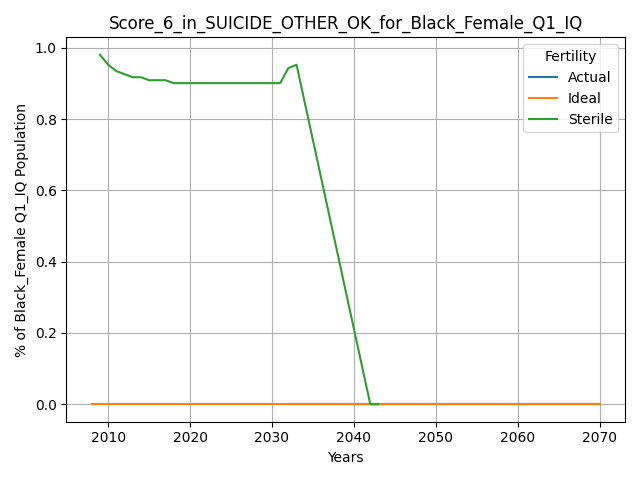 Score_6_in_SUICIDE_OTHER_OK_for_Black_Female_Q1_IQ
% of Black_Female Q1_IQ Population
1.0
0.8
0.6
0.4
0.2
0.0
Fertility
Actual
Ideal
Sterile
2010 2020 2030 2040 2050 2060 2070
Years